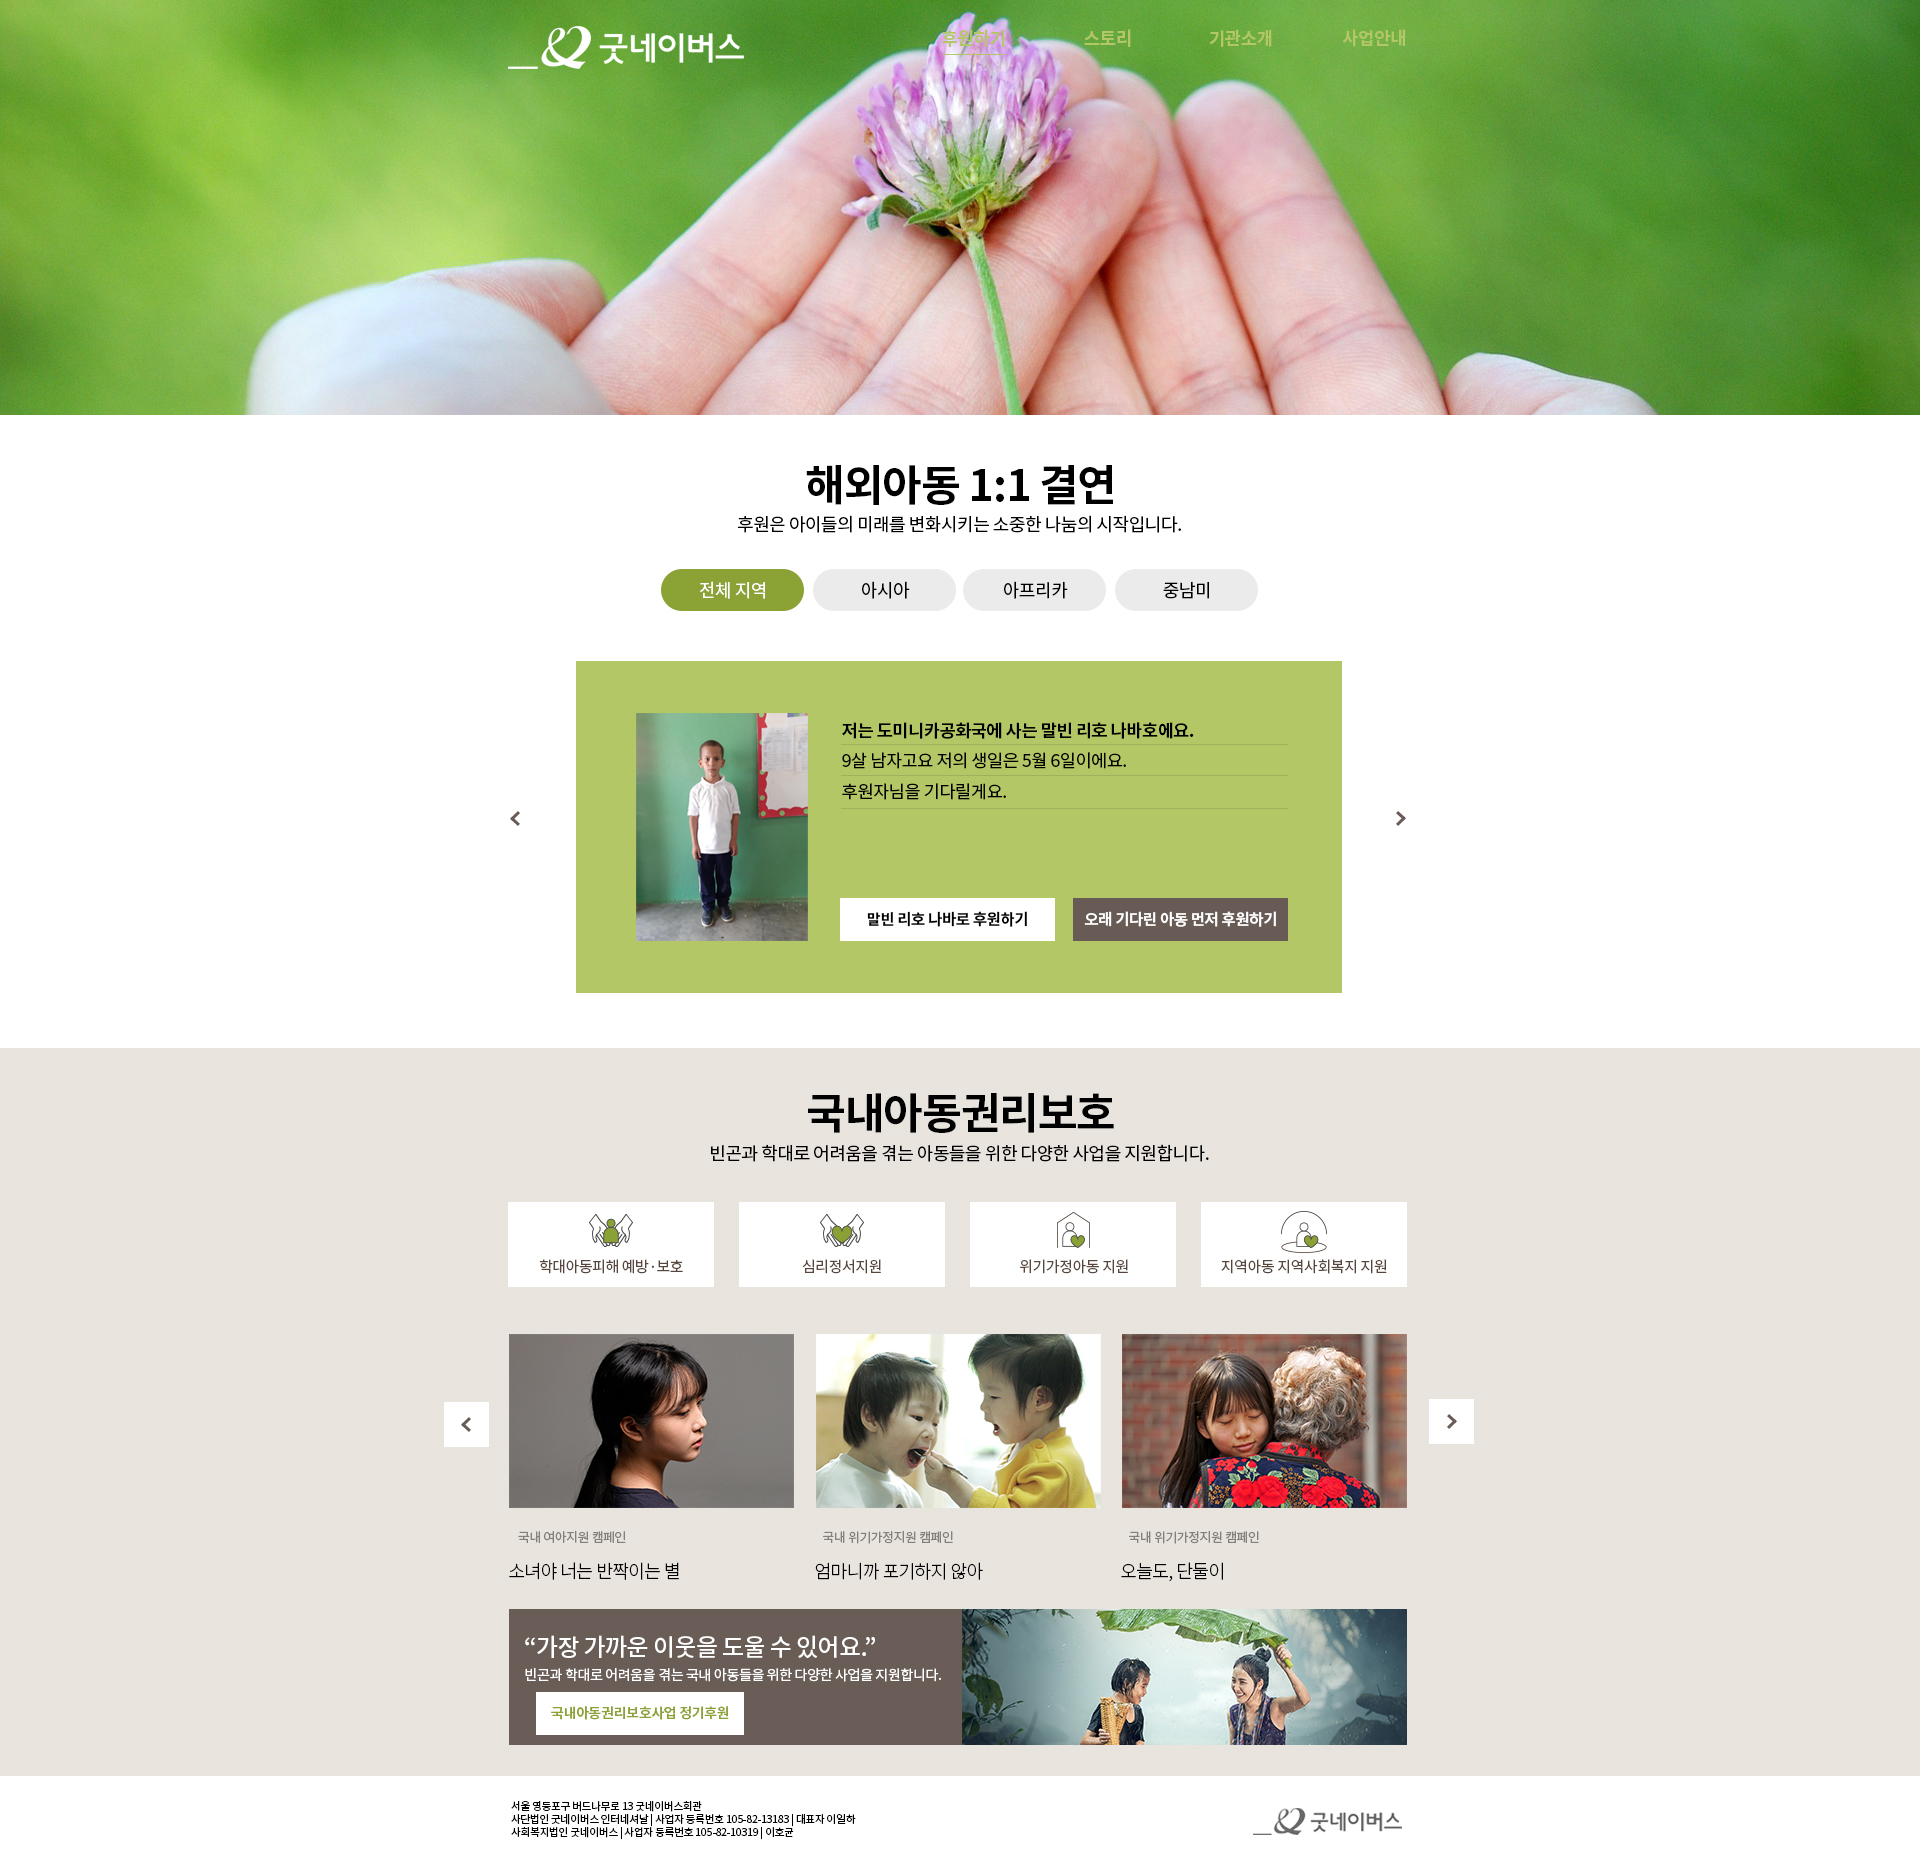 굿네이버스
후원하기 스토리 기관소개 사업안내
해외아동 1:1 결연
후원은 아이들의 미래를 변화시키는 소중한 나눔의 시작입니다.
전체 지역 아시아 아프리카 중남미
저는 도미니카공화국에 사는 말빈 리호 나바호에요.
9살 남자고요 저의 생일은 5월 6일이에요.
후원자님을 기다릴게요.
말빈 리호 나바로 후원하기 오래 기다린 아동 먼저 후원하기
국내아동권리보호
빈곤과 학대로 어려움을 겪는 아동들을 위한 다양한 사업을 지원합니다.
학대아동피해 예방·보호 심리정서지원 위기가정아동 지원 지역아동 지역사회복지 지원
국내 여아지원 캠페인 국내 위기가정지원 캠페인 국내 위기가정지원 캠페인
소녀야 너는 반짝이는 별 엄마니까 포기하지 않아 오늘도, 단둘이
“가장 가까운 이웃을 도울 수 있어요.”
빈곤과 학대로 어려움을 겪는 국내 아동들을 위한 다양한 사업을 지원합니다.
국내아동권리보호사업 정기후원
서울 영등포구 버드나무로 13 굿네이버스회관
사단법인 굿네이버스 인터네셔날 | 사업자 등록번호 105-82-13183 | 대표자 이일하
사회복지법인 굿네이버스 | 사업자 등록번호 105-82-10319 | 이호균
굿네이버스